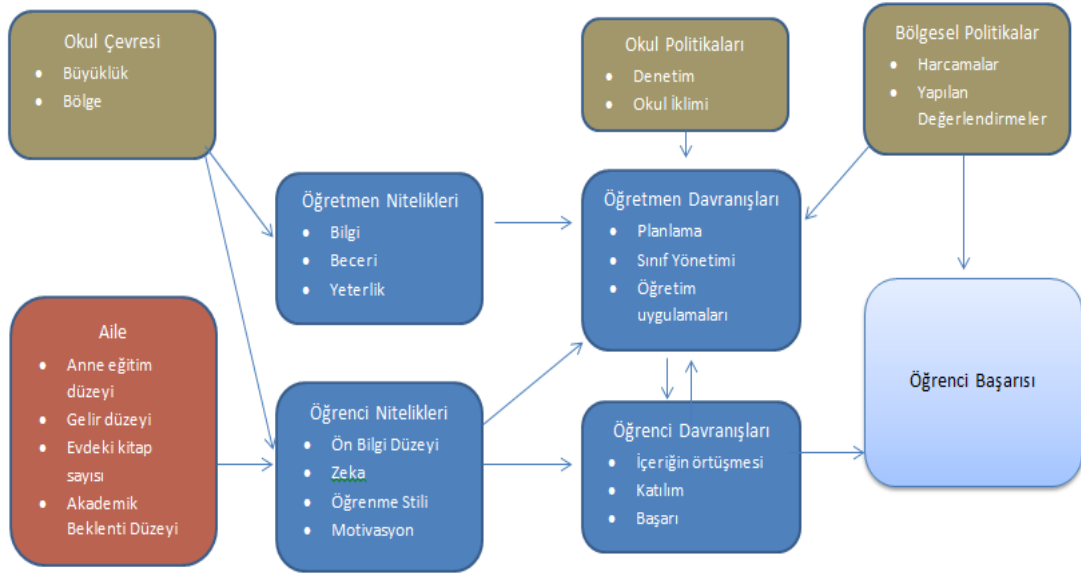 Okul Çevresi
Büyüklük
Bölge
Okul Politikaları
Denetim
Okul İklimi
Bölgesel Politikalar
Harcamalar
Yapılan
Değerlendirmeler
Öğretmen Nitelikleri
Bilgi
Beceri
Yeterlik
Öğretmen Davranışları
Planlama
Sınıf Yönetimi
Öğretim
uygulamaları
Aile
Anne eğitim
düzeyi
Gelir düzeyi
Evdeki kitap
sayısı
Akademik
Beklenti Düzeyi
Öğrenci Nitelikleri
Ön Bilgi Düzeyi
Zeka
Öğrenme Stili
Motivasyon
Öğrenci Davranışları
İçeriğin örtüşmesi
Katılım
Başarı
Öğrenci Başarısı